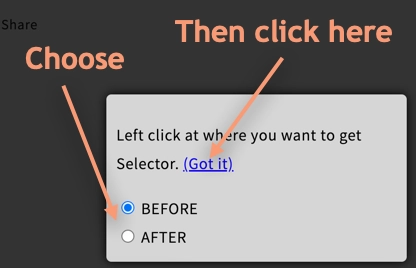 Share
Then click here
Choose
Left click at where you want to get
Selector. (Got it)
BEFORE
AFTER